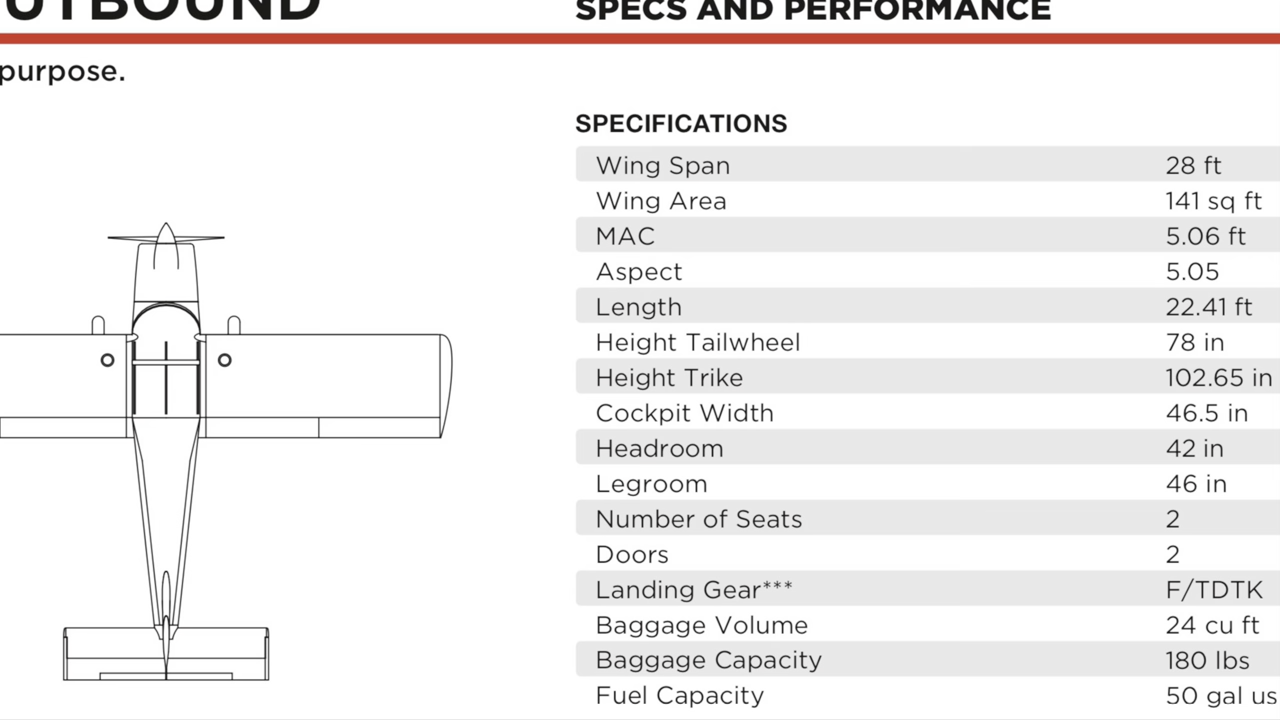 UTBOUND
SPECS AND PERFORMANCE
purpose.
SPECIFICATIONS
Wing Span 28 ft
Wing Area 141 sq ft
MAC 5.06 ft
Aspect 5.05
Length 22.41 ft
Height Tailwheel 78 in
Height Trike 102.65 in
Cockpit Width 46.5 in
Headroom 42 in
Legroom 46 in
Number of Seats 2
Doors 2
Landing Gear*** F/TDTK
Baggage Volume 24 cu ft
Baggage Capacity 180 lbs
Fuel Capacity 50 gal us